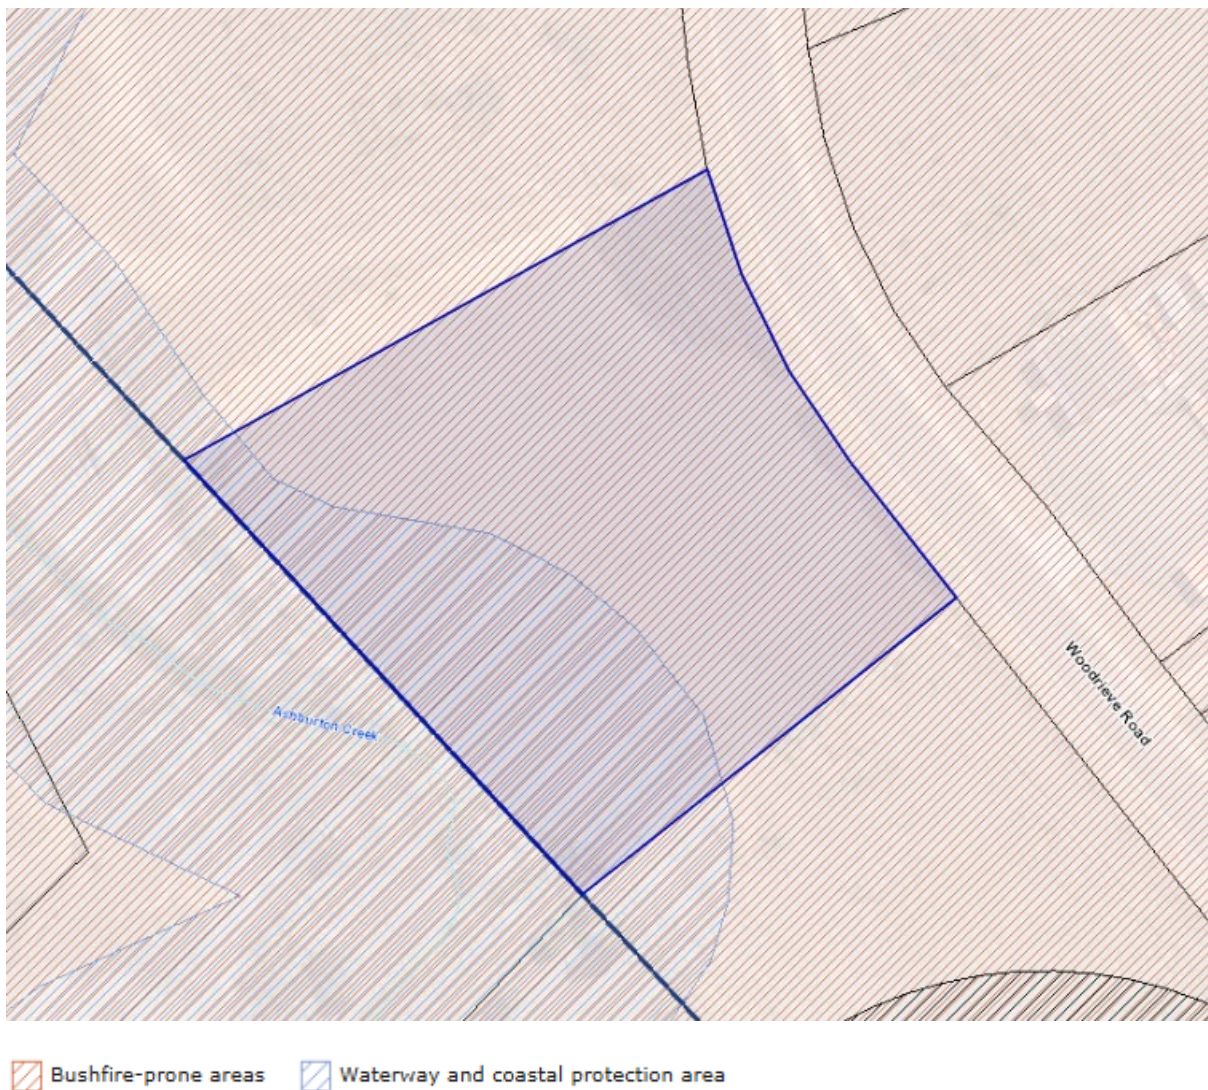 Woodrieve Road
Ashburton Creek
Bushfire-prone areas
Waterway and coastal protection area